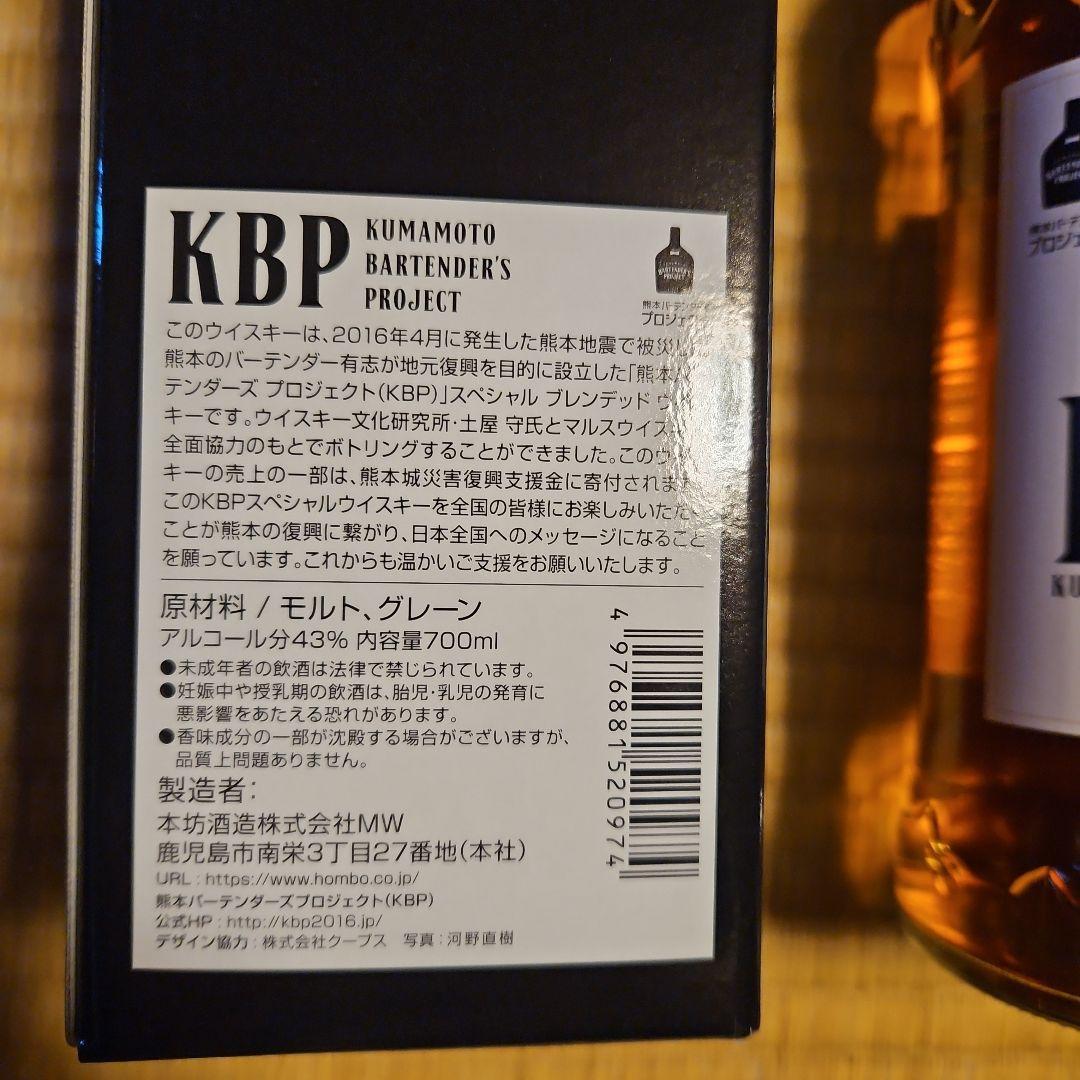 KBP
KUMAMOTO
BARTENDER'S
PROJECT
BARTENDER'S
PROJECT
熊本バーテンダーズ
プロジェクト
このウイスキーは、2016年4月に発生した熊本地震で被災し
熊本のバーテンダー有志が地元復興を目的に設立した「熊本バ
テンダーズ プロジェクト(KBP)」スペシャル ブレンデッド ウイ
キーです。ウイスキー文化研究所・土屋 守氏とマルスウイス
全面協力のもとでボトリングすることができました。このウイ
キーの売上の一部は、熊本城災害復興支援金に寄付されま
このKBPスペシャルウイスキーを全国の皆様にお楽しみいただく
ことが熊本の復興に繋がり、日本全国へのメッセージになること
を願っています。これからも温かいご支援をお願いいたします。
原材料 / モルト、グレーン
アルコール分43% 内容量700ml
●未成年者の飲酒は法律で禁じられています。
●妊娠中や授乳期の飲酒は、胎児・乳児の発育に
悪影響をあたえる恐れがあります。
●香味成分の一部が沈殿する場合がございますが、
品質上問題ありません。
製造者:
本坊酒造株式会社MW
鹿児島市南栄3丁目27番地(本社)
URL : https://www.hombo.co.jp/
熊本バーテンダーズプロジェクト(KBP)
公式HP : http://kbp2016.jp/
デザイン協力 : 株式会社クープス 写真 : 河野直樹
4976881520974
プロジェ
KU